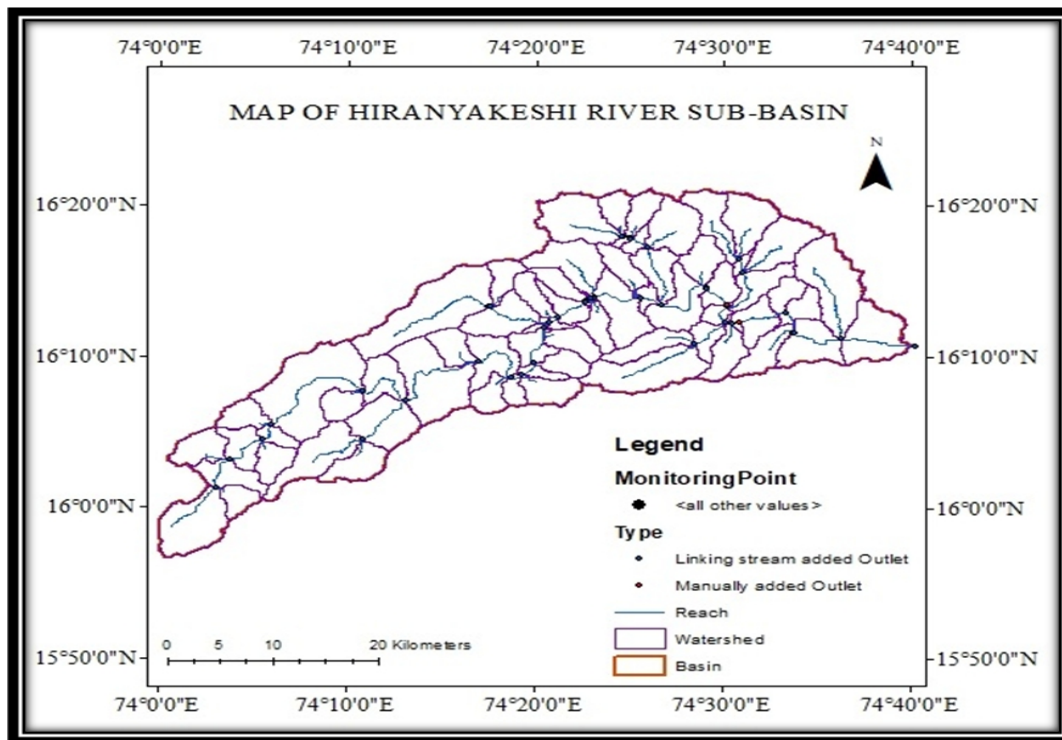 74°0'0"E 74°10'0"E 74°20'0"E 74°30'0"E 74°40'0"E
MAP OF HIRANYAKESHI RIVER SUB-BASIN
N
16°20'0"N 16°20'0"N
16°10'0"N 16°10'0"N
16°0'0"N 16°0'0"N
15°50'0"N 15°50'0"N
Legend
Monitoring Point
<all other values>
Type
Linking stream added Outlet
Manually added Outlet
Reach
Watershed
Basin
0 5 10 20 Kilometers
74°0'0"E 74°10'0"E 74°20'0"E 74°30'0"E 74°40'0"E